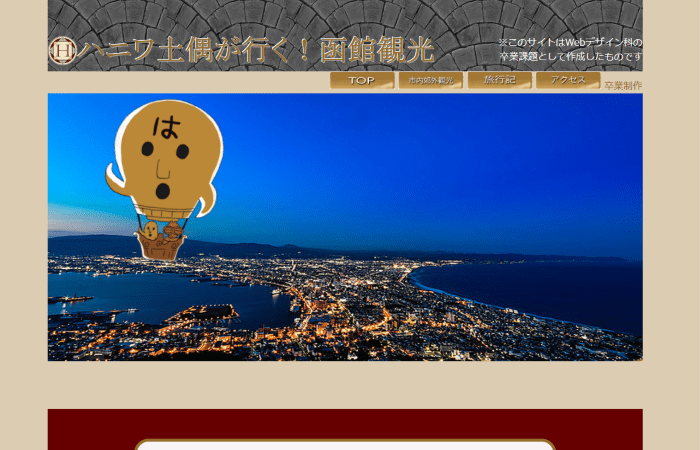 H ハニワ土偶が行く！函館観光
※このサイトはWebデザイン科の
卒業課題として作成したものです
TOP 市内郊外観光 旅行記 アクセス 卒業制作
は